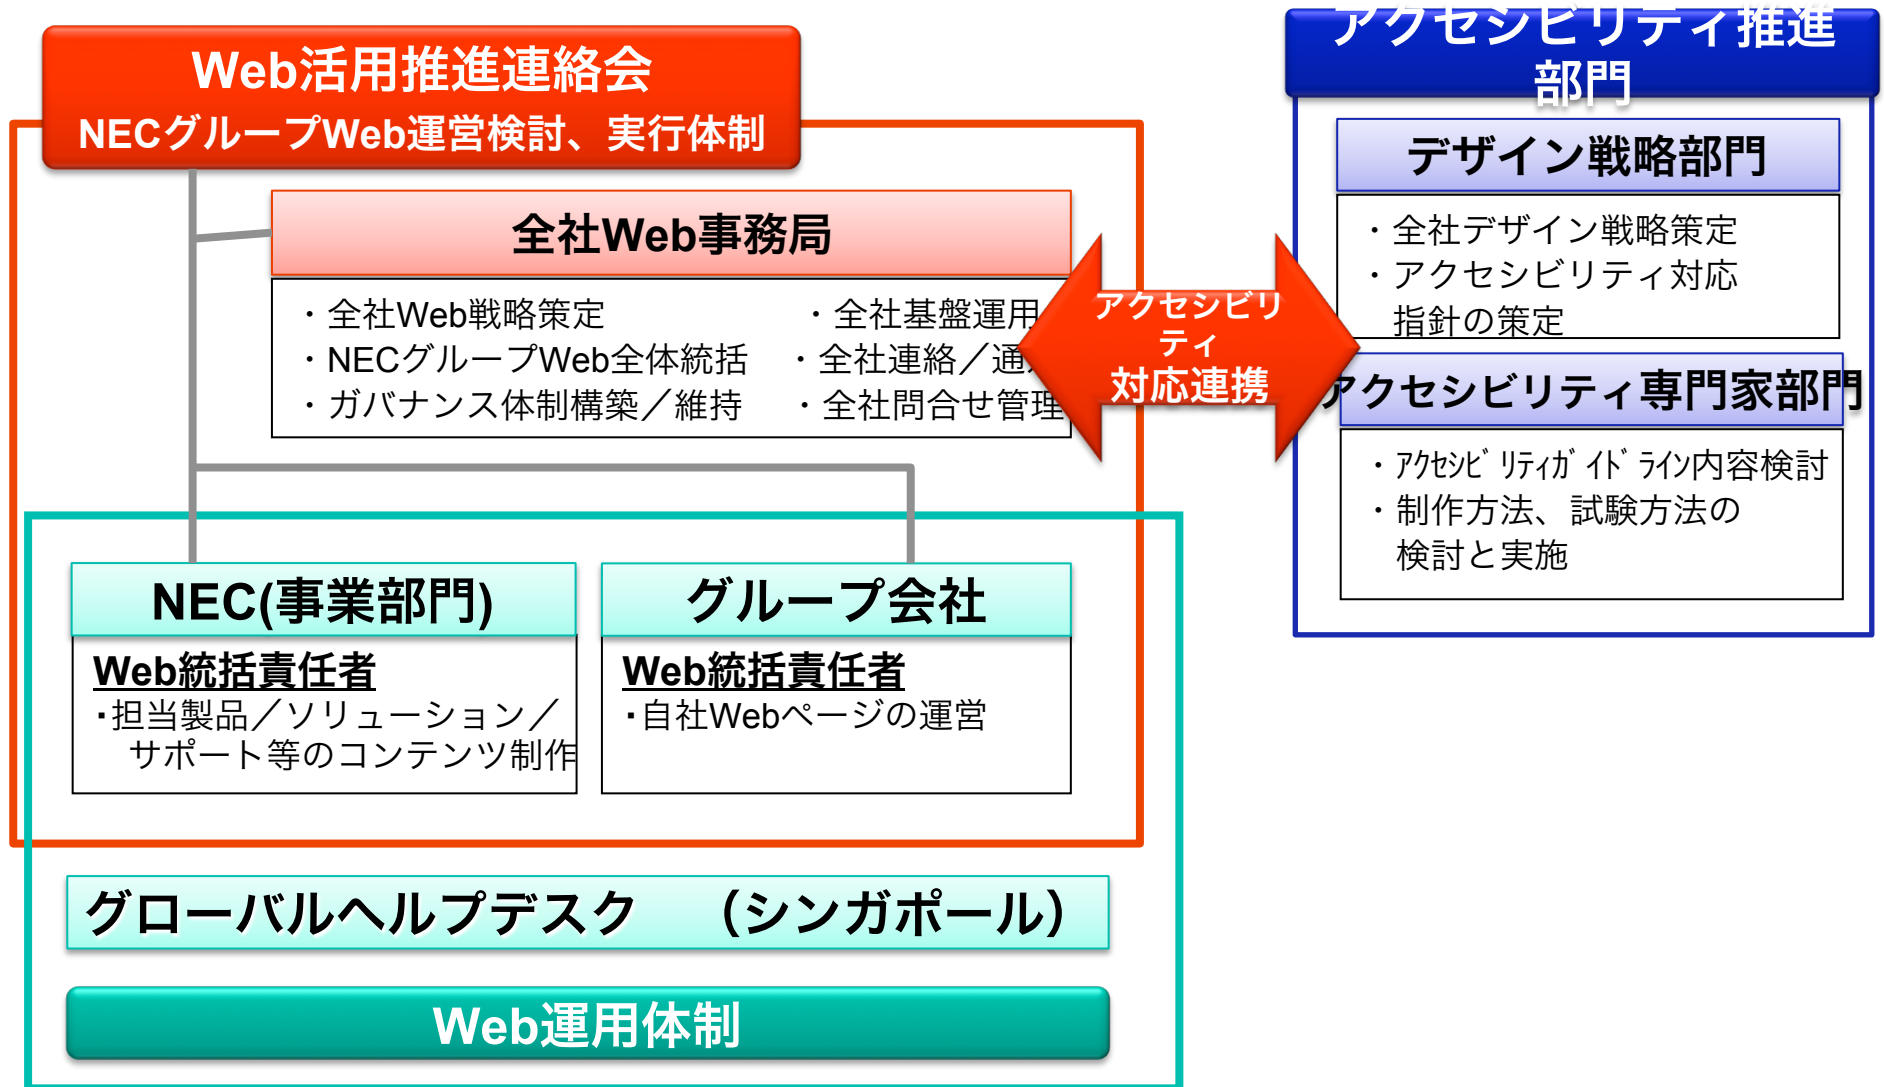 Web活用推進連絡会
NECグループWeb運営検討、実行体制
全社Web事務局
・全社Web戦略策定
・NECグループWeb全体統括
・ガバナンス体制構築／維持
・全社基盤運用
・全社連絡／通
・全社問合せ管理
アクセシビリ
ティ
対応連携
アクセシビリティ推進
部門
デザイン戦略部門
・全社デザイン戦略策定
・アクセシビリティ対応
指針の策定
アクセシビリティ専門家部門
・ｱｸｾｼﾋﾞﾘﾃｨｶﾞｲﾄﾞﾗｲﾝ内容検討
・制作方法、試験方法の
検討と実施
NEC(事業部門)
Web統括責任者
・担当製品／ソリューション／
サポート等のコンテンツ制作
グループ会社
Web統括責任者
・自社Webページの運営
グローバルヘルプデスク　（シンガポール）
Web運用体制